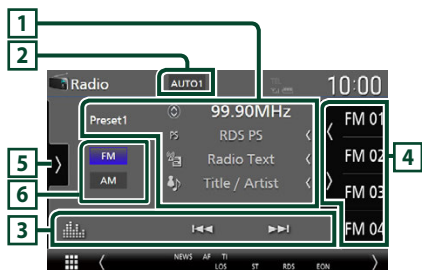 1
2
Radio
AUTO1
TEL
10:00
Preset1
99.90MHz
PS
RDS PS
Radio Text
Title / Artist
FM
AM
FM 01
FM 02
FM 03
FM 04
4
5
6
3
NEWS AF TI
LOS ST RDS EON